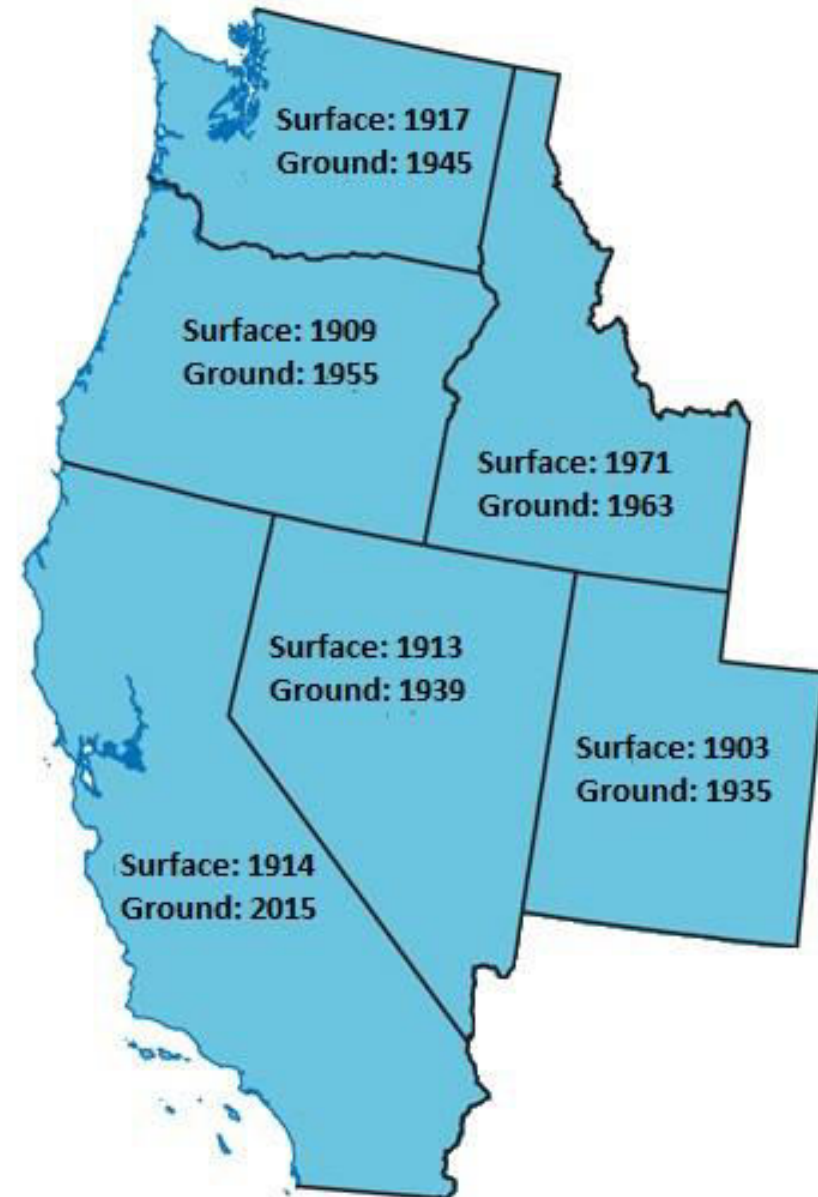 Surface: 1917
Ground: 1945
Surface: 1909
Ground: 1955
Surface: 1971
Ground: 1963
Surface: 1913
Ground: 1939
Surface: 1903
Ground: 1935
Surface: 1914
Ground: 2015